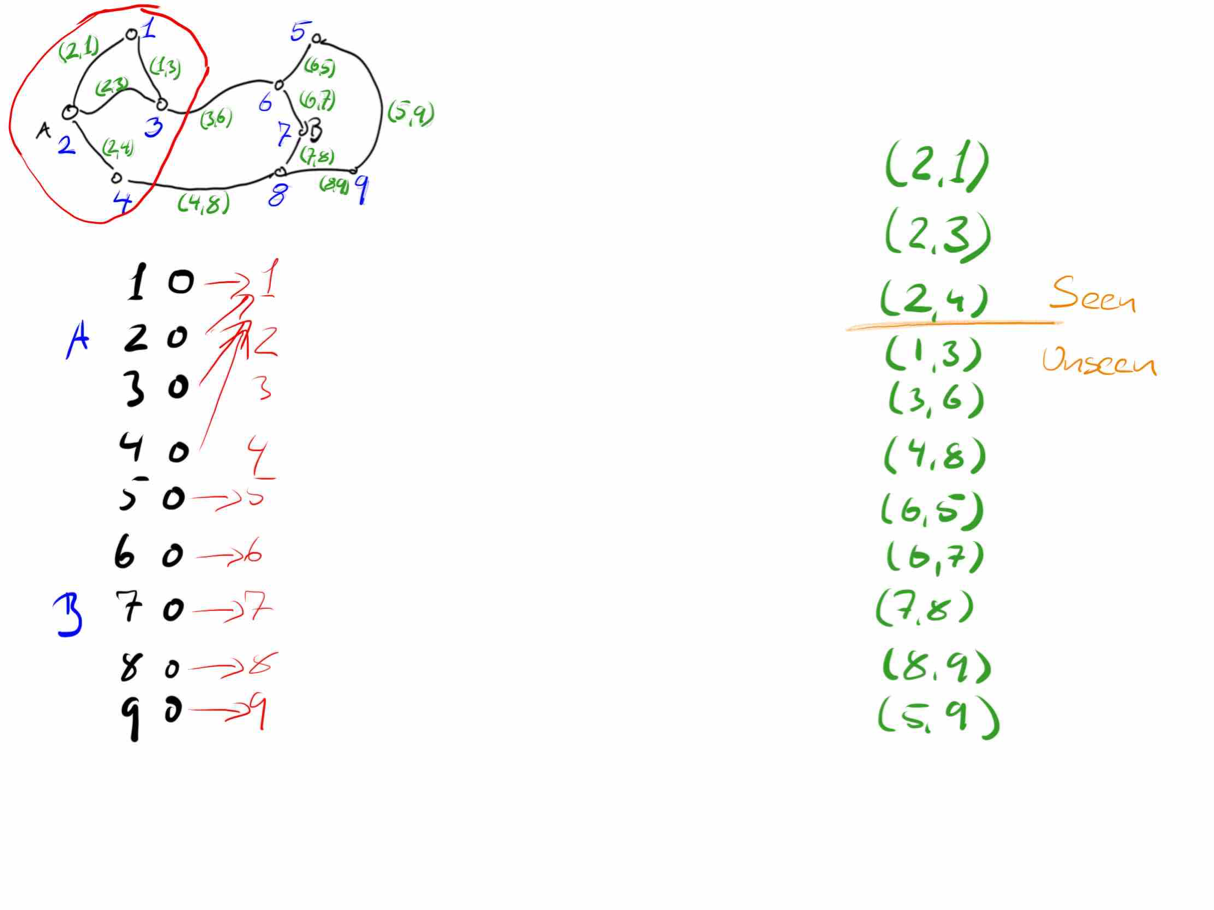 1
5
(2,1)
(1,3)
(6,5)
(2,3)
6
(6,7)
(5,9)
A
3
(3,6)
7 B
2
(2,4)
(7,8)
4
(4,8)
8
(8,9)
9
1 0 1
A 2 0 2
3 0 3
4 0 4
5 0 5
6 0 6
B 7 0 7
8 0 8
9 0 9
(2,1)
(2,3)
(2,4) Seen
(1,3) Unseen
(3,6)
(4,8)
(6,5)
(6,7)
(7,8)
(8,9)
(5,9)